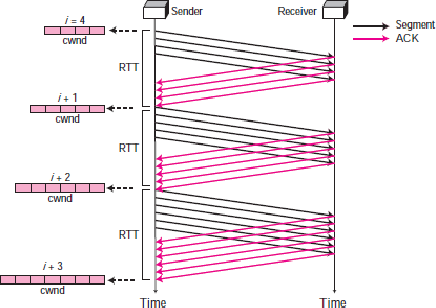 i = 4
cwnd
Sender
Receiver
Segment
ACK
RTT
i + 1
cwnd
RTT
i + 2
cwnd
RTT
i + 3
cwnd
Time
Time